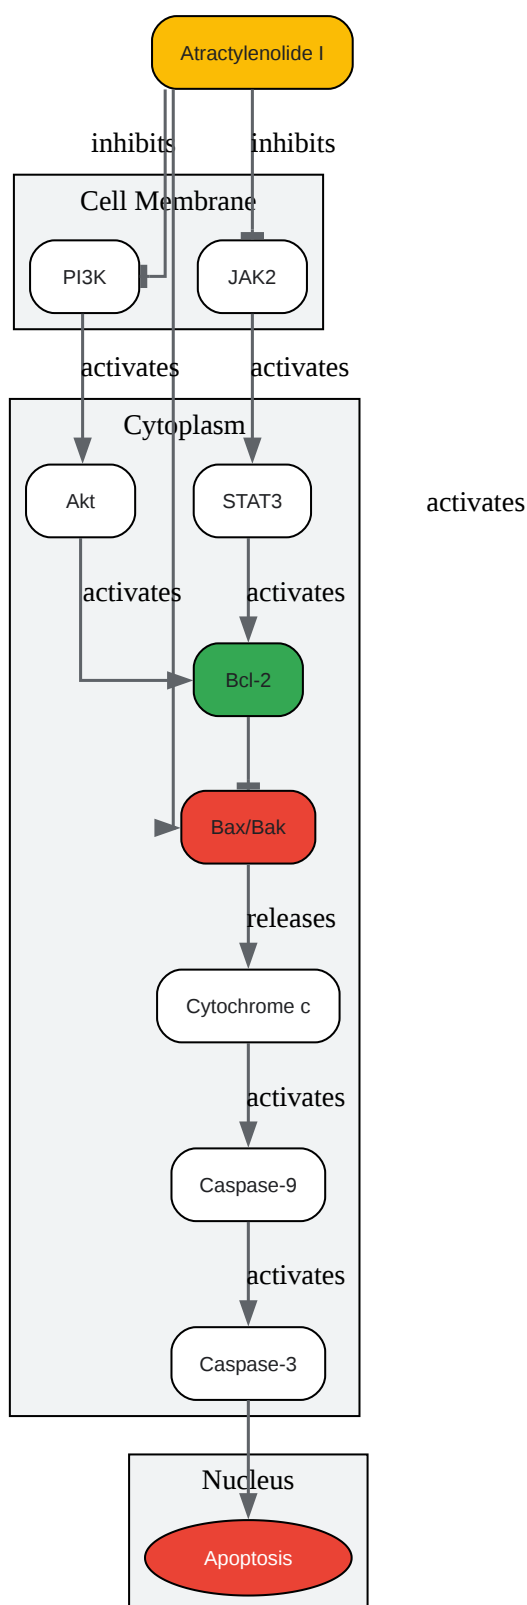 Atractylenolide I
inhibits
inhibits
Cell Membrane
PI3K
JAK2
activates
activates
Cytoplasm
Akt
STAT3
activates
activates
activates
Bcl-2
Bax/Bak
releases
Cytochrome c
activates
Caspase-9
activates
Caspase-3
Nucleus
Apoptosis